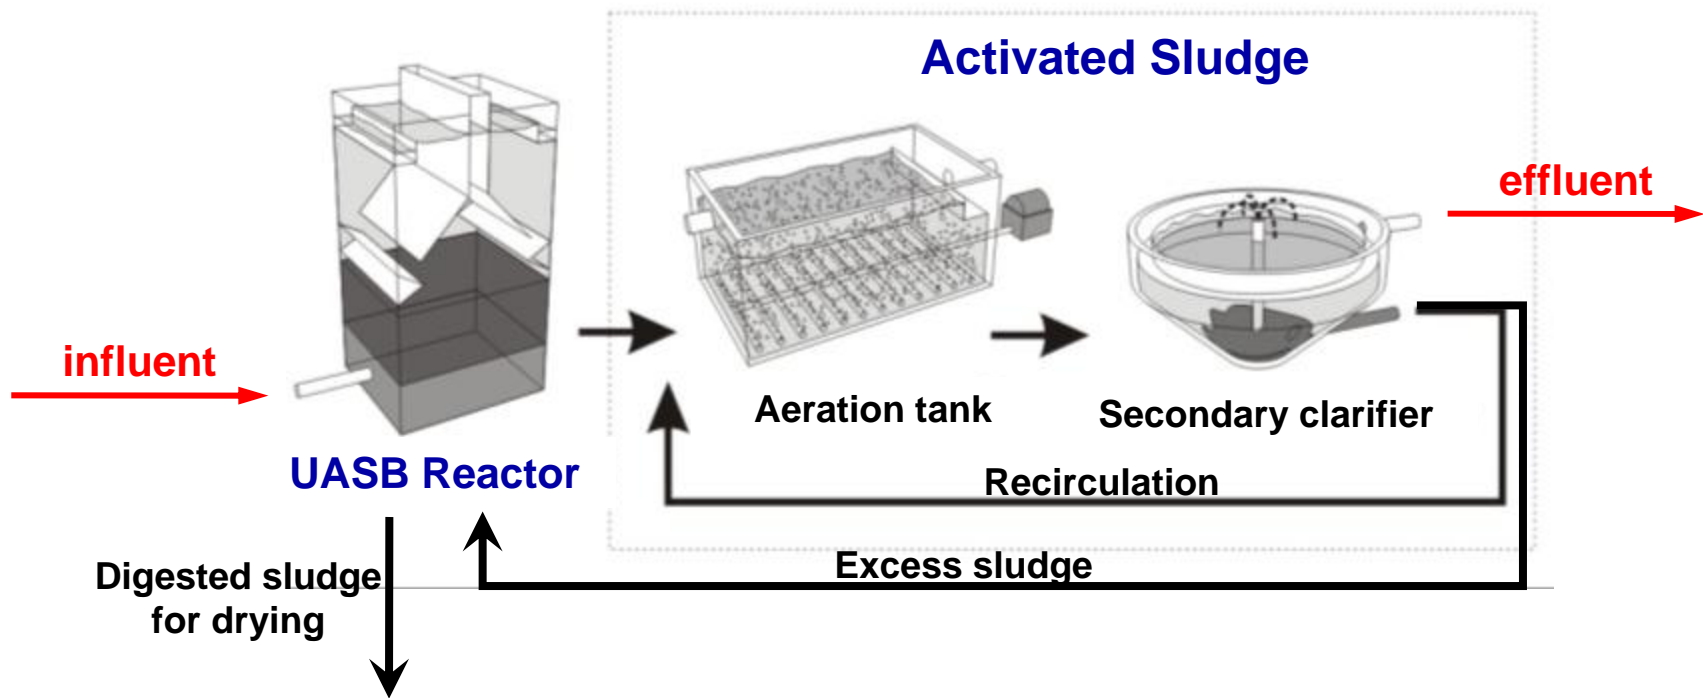 Activated Sludge
effluent
influent
Aeration tank
Secondary clarifier
UASB Reactor
Recirculation
Excess sludge
Digested sludge
for drying